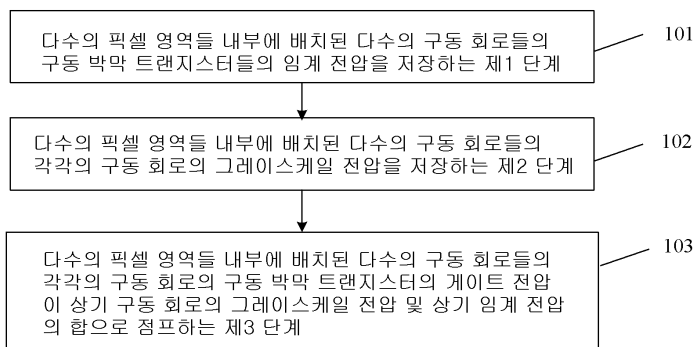 다수의 픽셀 영역들 내부에 배치된 다수의 구동 회로들의
구동 박막 트랜지스터들의 임계 전압을 저장하는 제1 단계
101
다수의 픽셀 영역들 내부에 배치된 다수의 구동 회로들의
각각의 구동 회로의 그레이스케일 전압을 저장하는 제2 단계
102
다수의 픽셀 영역들 내부에 배치된 다수의 구동 회로들의
각각의 구동 회로의 구동 박막 트랜지스터의 게이트 전압
이 상기 구동 회로의 그레이스케일 전압 및 상기 임계 전압
의 합으로 점프하는 제3 단계
103